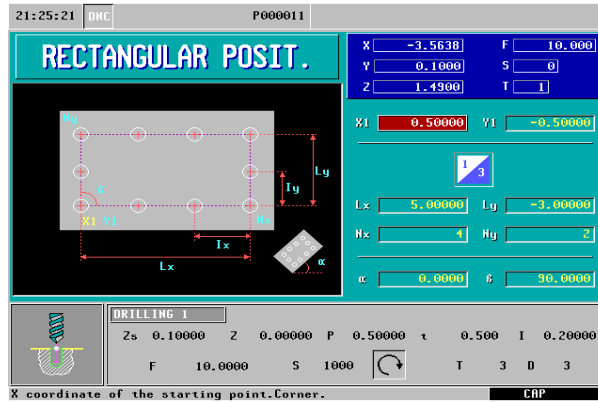 21:25:21 DNC P000011
RECTANGULAR POSIT.
X -3.5638 F 10.000
Y 0.1000 S 0
Z 1.4900 T 1
X1 0.50000 Y1 -0.50000
1
3
Lx 5.00000 Ly -3.00000
Nx 4 Ny 2
α 0.0000 ß 90.0000
Ny
Ly
Iy
ß
X1 Y1
Nx
Ix
Lx
α
DRILLING 1
Zs 0.10000 Z 0.00000 P 0.50000 t 0.500 I 0.20000
F 10.0000 S 1000 T 3 D 3
X coordinate of the starting point.Corner. CAP